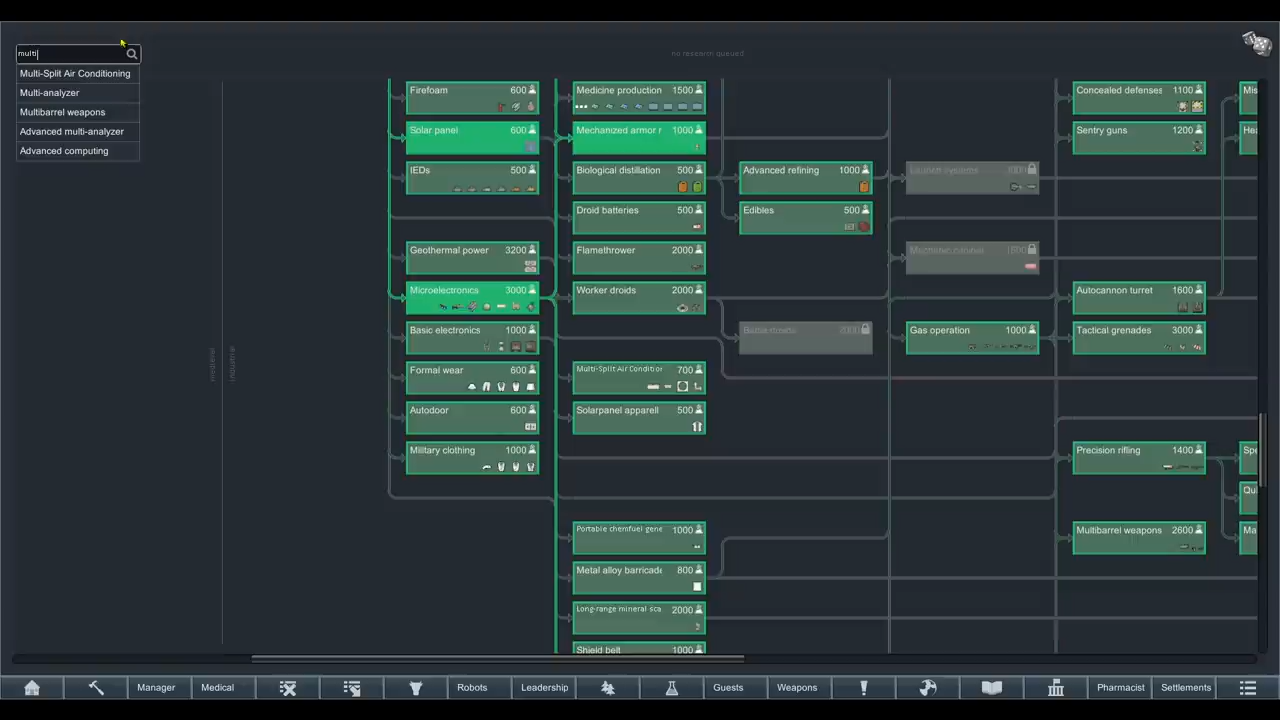 multi
no research queued
Multi-Split Air Conditioning
Multi-analyzer
Multibarrel weapons
Advanced multi-analyzer
Advanced computing
Firefoam 600
Medicine production 1500
Concealed defenses 1100
Mis
Solar panel 600
Mechanized armor r 1000
Sentry guns 1200
Hea
IEDs 500
Biological distillation 500
Advanced refining 1000
Droid batteries 500
Edibles 500
Geothermal power 3200
Flamethrower 2000
Microelectronics 3000
Worker droids 2000
Autocannon turret 1600
Basic electronics 1000
Gas operation 1000
Tactical grenades 3000
Formal wear 600
Multi-Split Air Conditior 700
Autodoor 600
Solarpanel apparell 500
Military clothing 1000
Precision rifling 1400
Spe
Qui
Portable chemfuel gene 1000
Multibarrel weapons 2600
Ma
Metal alloy barricade 800
Long-range mineral sca 2000
Shield belt 1000
Manager
Medical
Robots
Leadership
Guests
Weapons
Pharmacist
Settlements